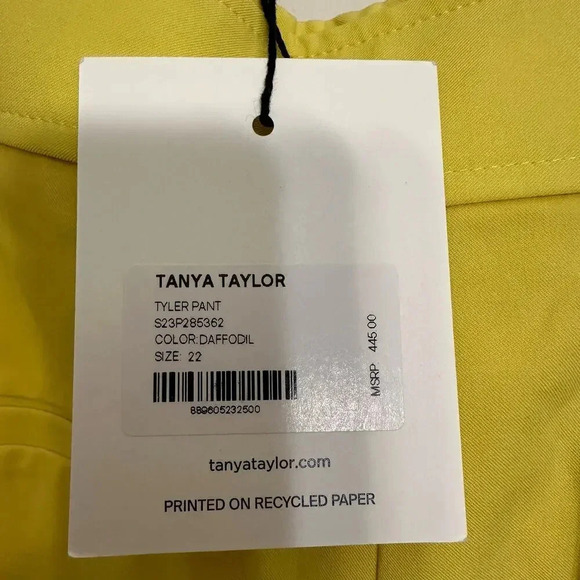 TANYA TAYLOR
TYLER PANT
S23P285362
COLOR:DAFFODIL
SIZE: 22
MSRP 445.00
889605232500
tanyataylor.com
PRINTED ON RECYCLED PAPER